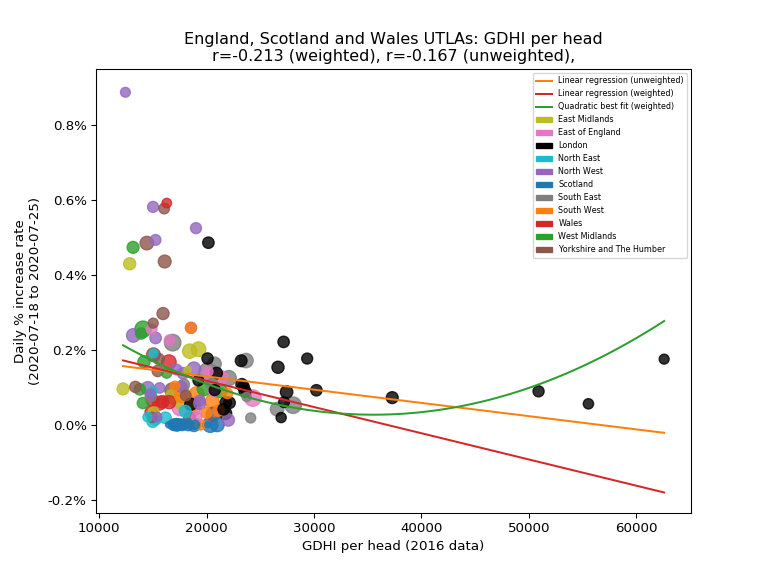 England, Scotland and Wales UTLAs: GDHI per head
r=-0.213 (weighted), r=-0.167 (unweighted),
Linear regression (unweighted)
Linear regression (weighted)
Quadratic best fit (weighted)
East Midlands
East of England
London
North East
North West
Scotland
South East
South West
Wales
West Midlands
Yorkshire and The Humber
0.8%
0.6%
0.4%
0.2%
0.0%
-0.2%
Daily % increase rate
(2020-07-18 to 2020-07-25)
10000 20000 30000 40000 50000 60000
GDHI per head (2016 data)